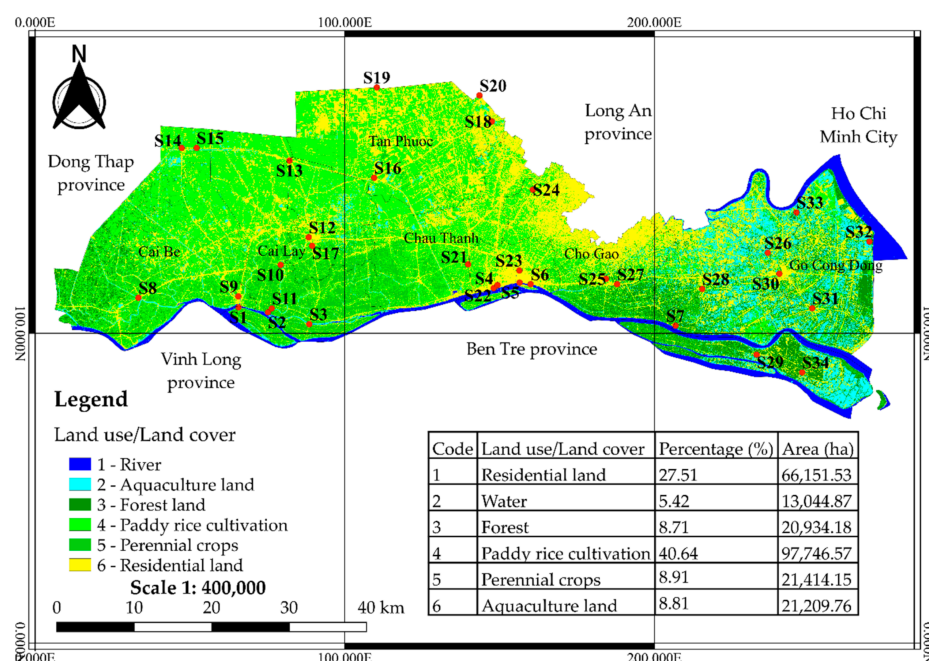 0.000E 100.000E 200.000E
N
S19
S20
Long An
province
Ho Chi
Minh City
S18
Tan Phuoc
S14 S15
Dong Thap
province
S13
S16
S24
S33
S12
S17
Chau Thanh
S32
S26
Cai Be
Cai Lay
S10
S21
S23
Cho Gao
Go Cong Dong
S8
S9
S4
S6
S25 S27
S28
S30
S22
S5
S11
S1
S2
S3
S7
S31
100.000N
100.000N
Vinh Long
province
Ben Tre province
S29
S34
Legend
Land use/Land cover
1 - River
2 - Aquaculture land
3 - Forest land
4 - Paddy rice cultivation
5 - Perennial crops
6 - Residential land
Scale 1: 400,000
0 10 20 30 40 km
Code Land use/Land cover Percentage (%) Area (ha)
1 Residential land 27.51 66,151.53
2 Water 5.42 13,044.87
3 Forest 8.71 20,934.18
4 Paddy rice cultivation 40.64 97,746.57
5 Perennial crops 8.91 21,414.15
6 Aquaculture land 8.81 21,209.76
0.000N
0.000N
0.000E 100.000E 200.000E